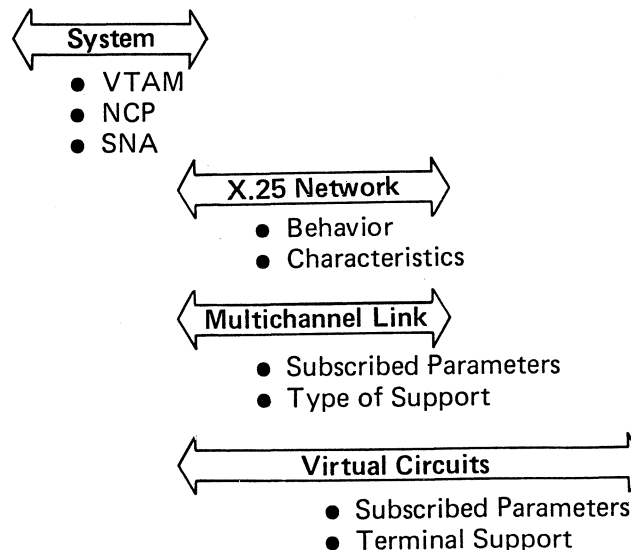 System
● VTAM
● NCP
● SNA
X.25 Network
● Behavior
● Characteristics
Multichannel Link
● Subscribed Parameters
● Type of Support
Virtual Circuits
● Subscribed Parameters
● Terminal Support